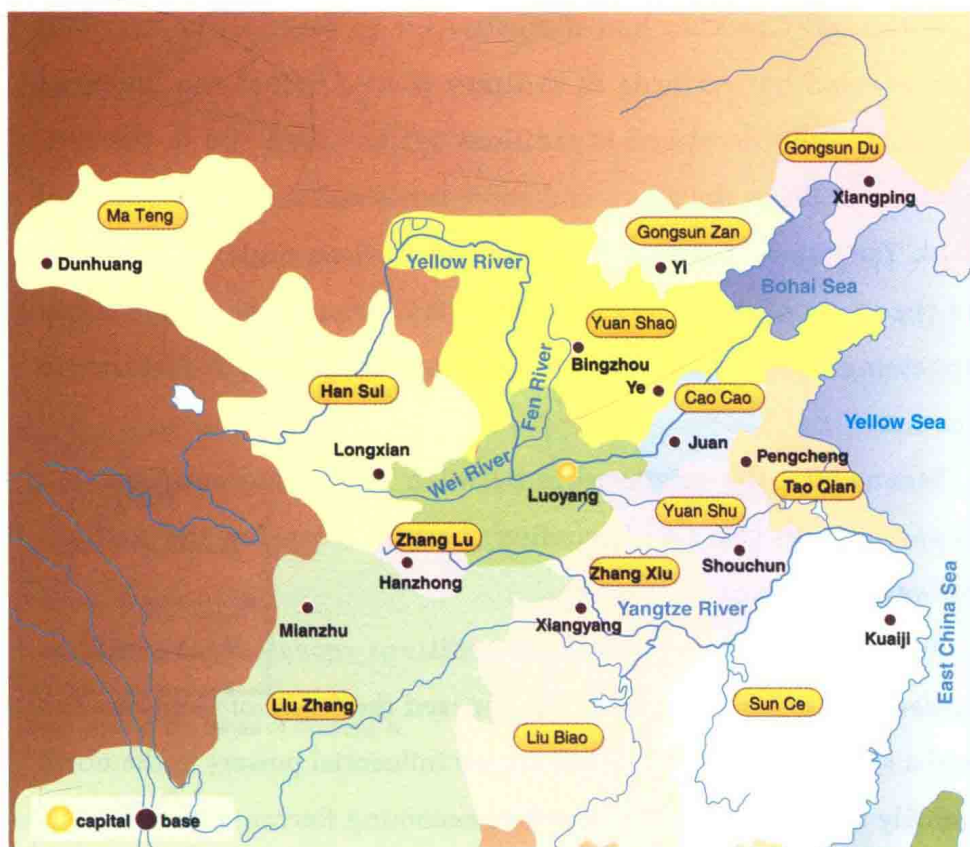 Gongsun Du
Xiangping
Ma Teng
Gongsun Zan
Dunhuang
Yellow River
Yi
Bohai Sea
Yuan Shao
Bingzhou
Fen River
Han Sui
Ye
Cao Cao
Yellow Sea
Juan
Longxian
Wei River
Pengcheng
Luoyang
Tao Qian
Yuan Shu
Zhang Lu
Hanzhong
Zhang Xiu
Shouchun
Mianzhu
Xiangyang
Yangtze River
Kuaiji
East China Sea
Liu Zhang
Sun Ce
Liu Biao
capital
base